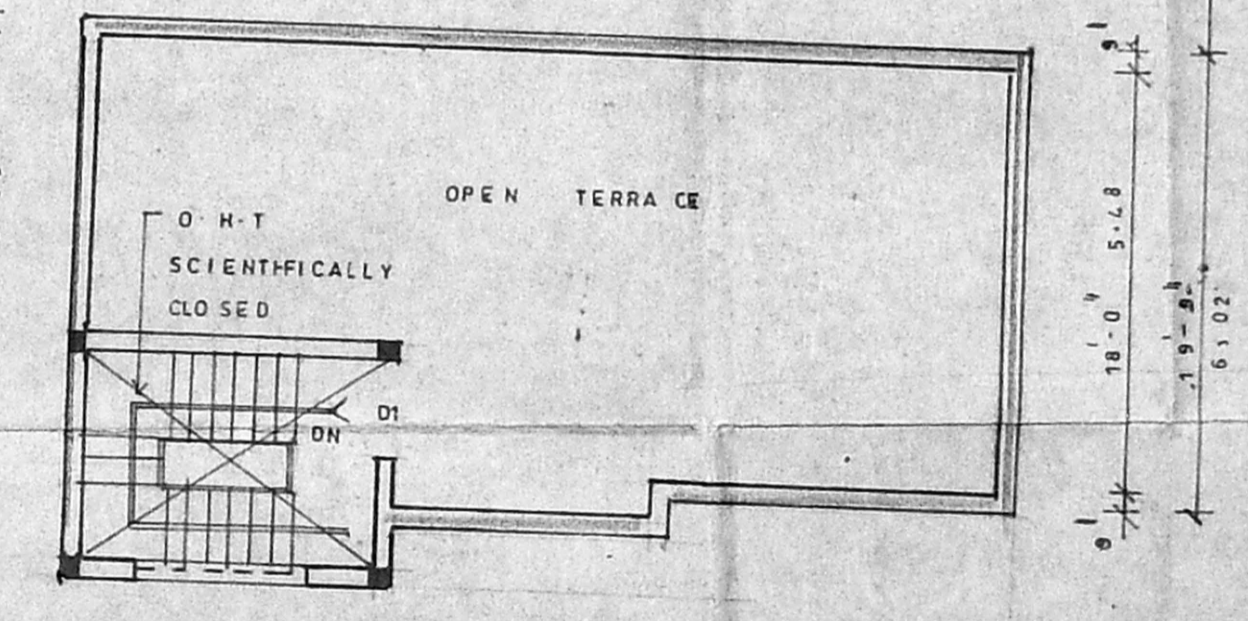 OPEN TERRACE
O·H·T
SCIENTIFICALLY
CLOSED
D1
DN
9'
18'-0" 5·48
19'-9"
6,02
9'